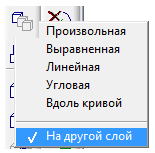 Произвольная
Выравненная
Линейная
Угловая
Вдоль кривой
На другой слой